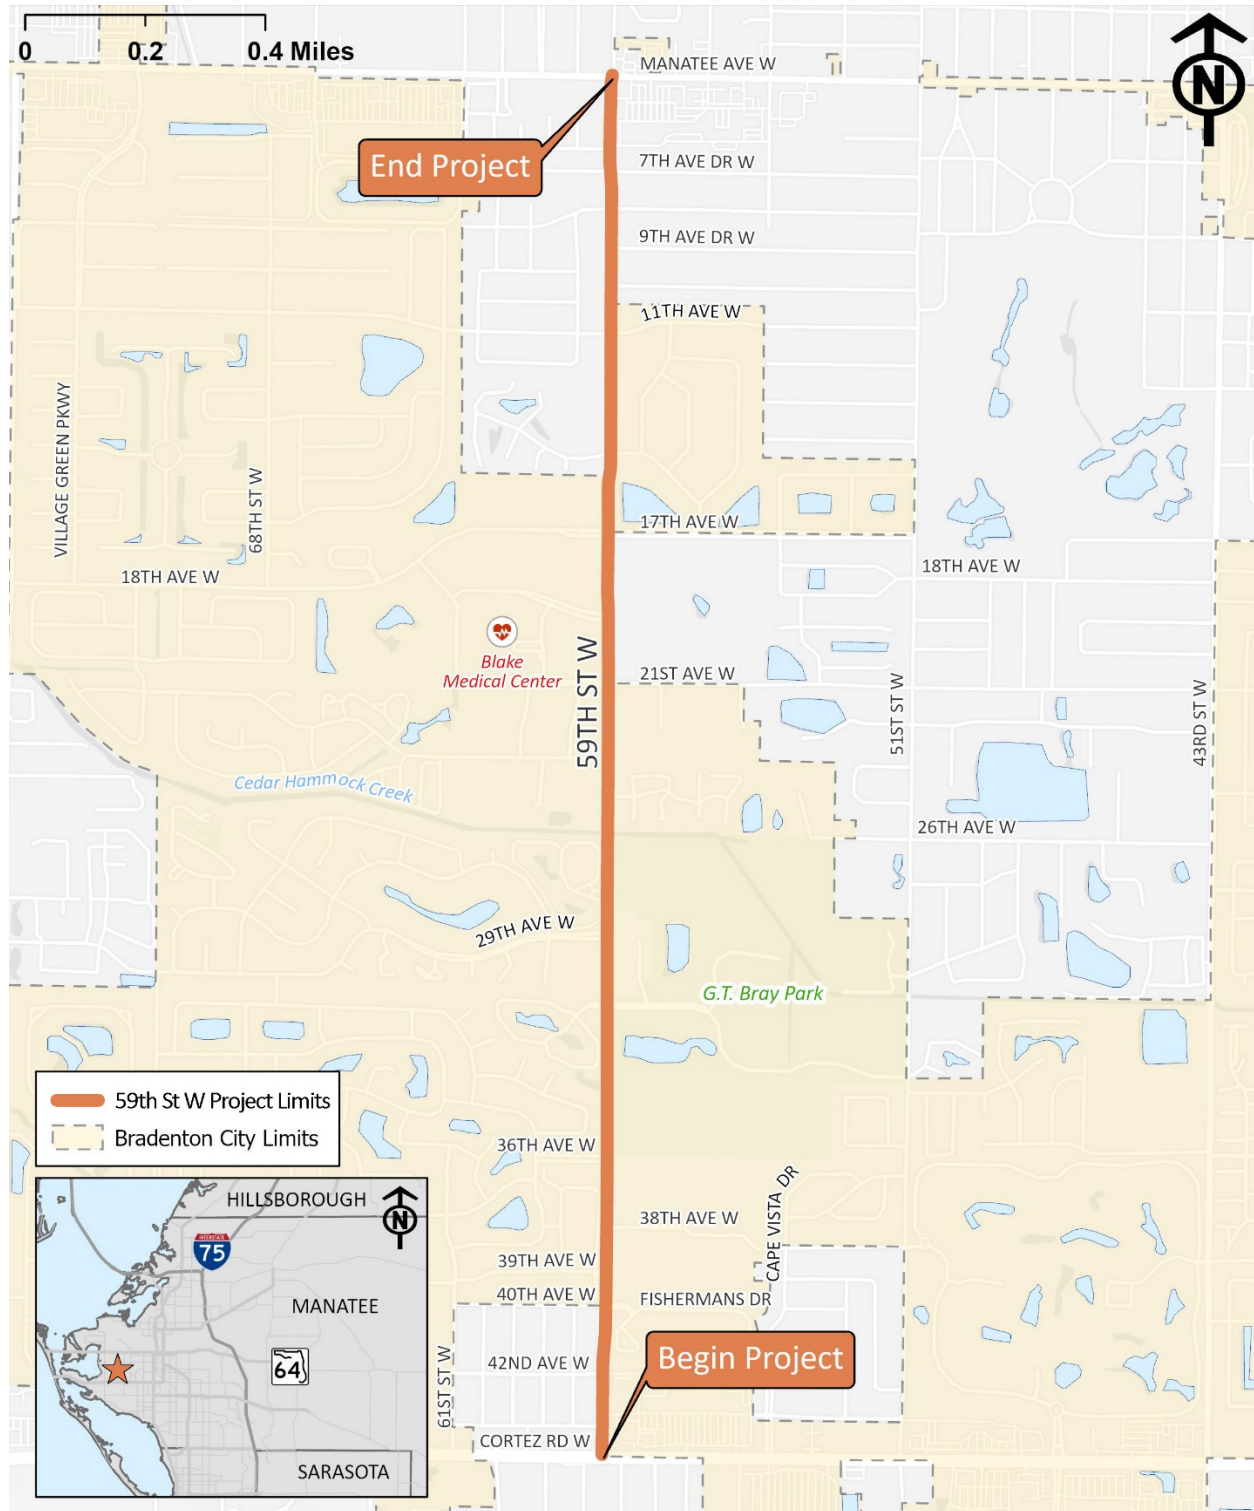 0 0.2 0.4 Miles
N
MANATEE AVE W
End Project
7TH AVE DR W
9TH AVE DR W
11TH AVE W
VILLAGE GREEN PKWY
68TH ST W
17TH AVE W
18TH AVE W
18TH AVE W
Blake
Medical Center
59TH ST W
21ST AVE W
51ST ST W
43RD ST W
Cedar Hammock Creek
26TH AVE W
29TH AVE W
G.T. Bray Park
59th St W Project Limits
Bradenton City Limits
36TH AVE W
38TH AVE W
CAPE VISTA DR
39TH AVE W
40TH AVE W
FISHERMANS DR
61ST ST W
42ND AVE W
Begin Project
CORTEZ RD W
HILLSBOROUGH
N
INTERSTATE
75
MANATEE
64
SARASOTA